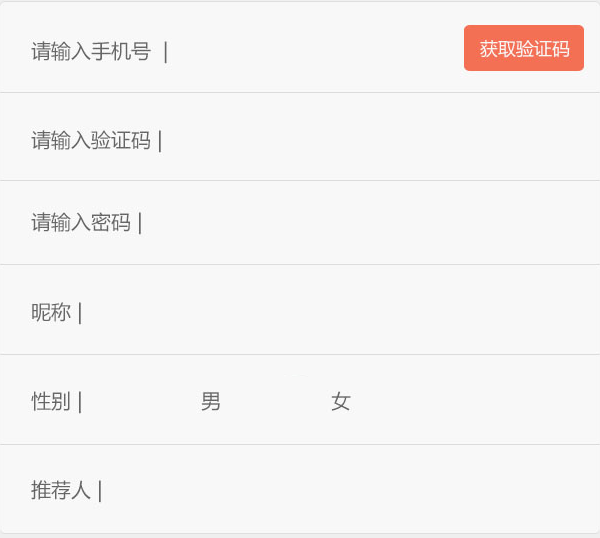 请输入手机号 | 获取验证码
请输入验证码 |
请输入密码 |
昵称 |
性别 | 男 女
推荐人 |